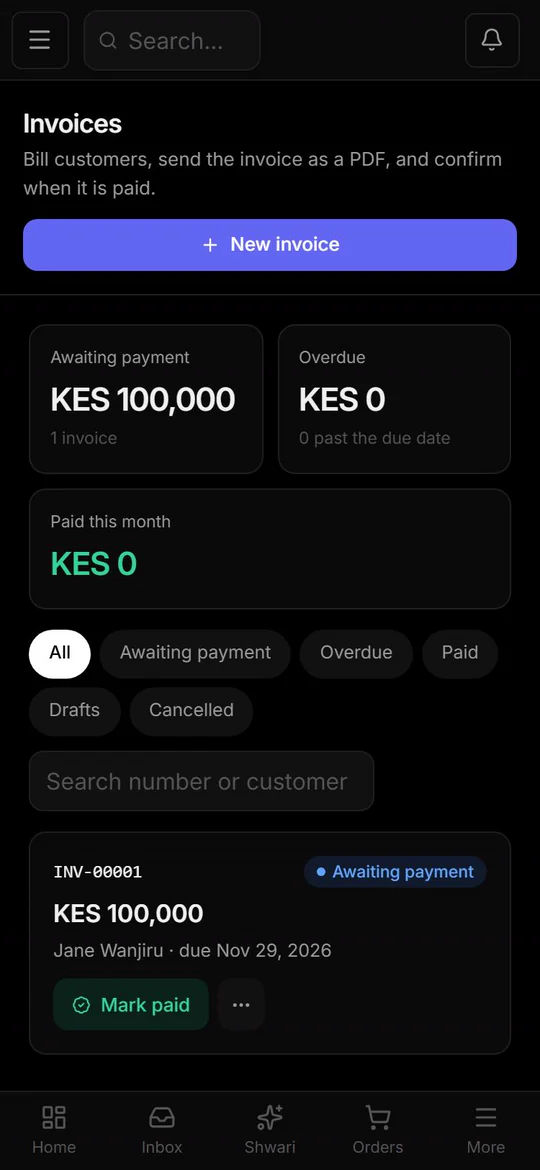 Search...
Invoices
Bill customers, send the invoice as a PDF, and confirm
when it is paid.
+ New invoice
Awaiting payment
KES 100,000
1 invoice
Overdue
KES 0
0 past the due date
Paid this month
KES 0
All
Awaiting payment
Overdue
Paid
Drafts
Cancelled
Search number or customer
INV-00001
Awaiting payment
KES 100,000
Jane Wanjiru · due Nov 29, 2026
Mark paid
Home
Inbox
Shwari
Orders
More